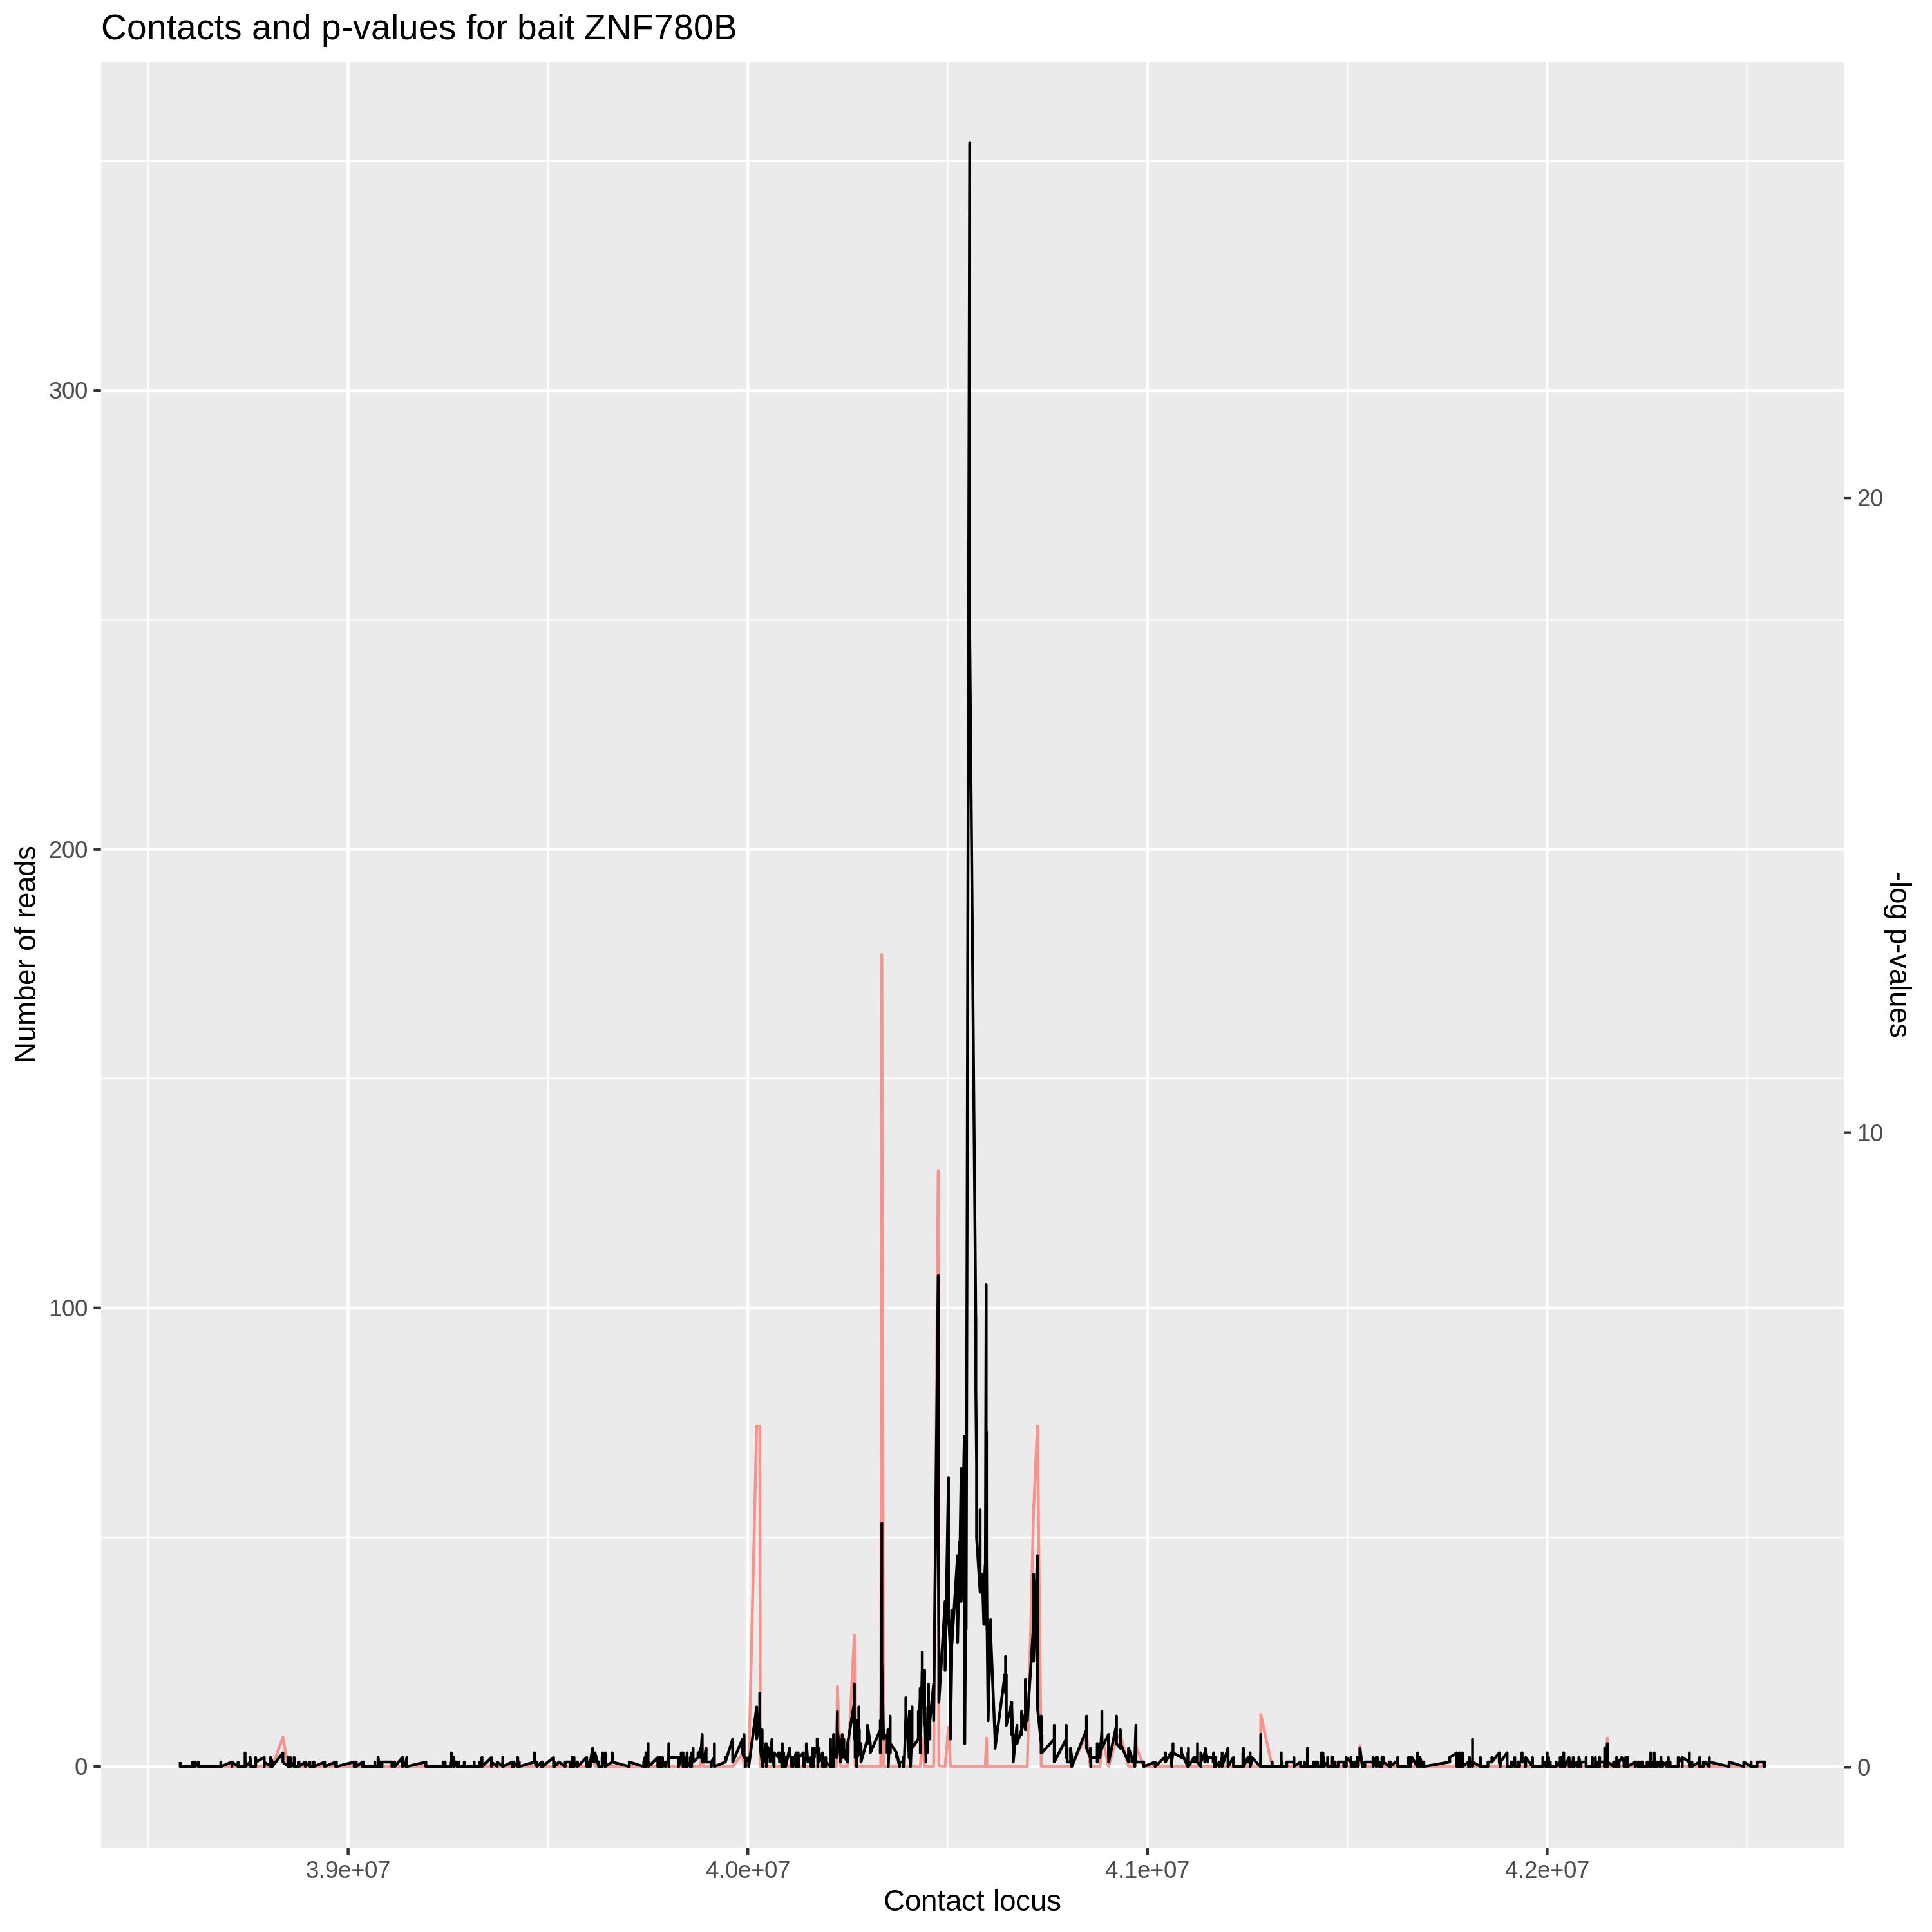 Contacts and p-values for bait ZNF780B
300
200
100
0
Number of reads
20
10
0
-log p-values
3.9e+07
4.0e+07
4.1e+07
4.2e+07
Contact locus